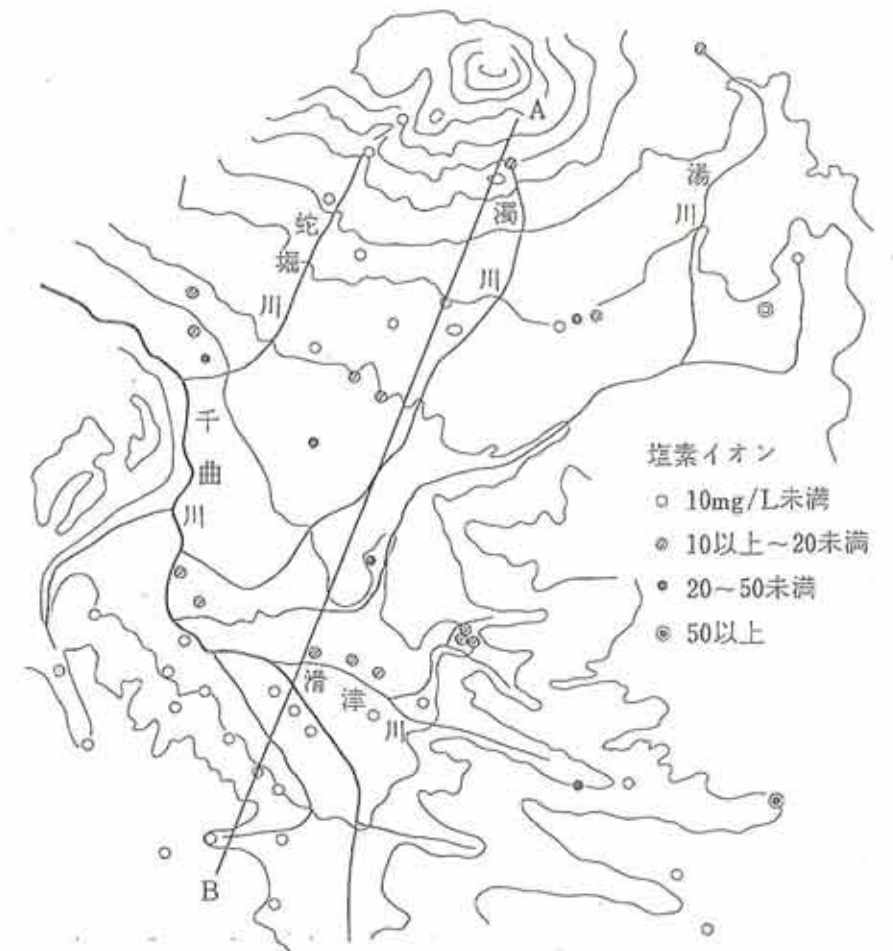 A
湯川
濁川
蛇堀川
千曲川
塩素イオン
○ 10mg/L未満
10以上～20未満
20～50未満
◎ 50以上
滑津川
B